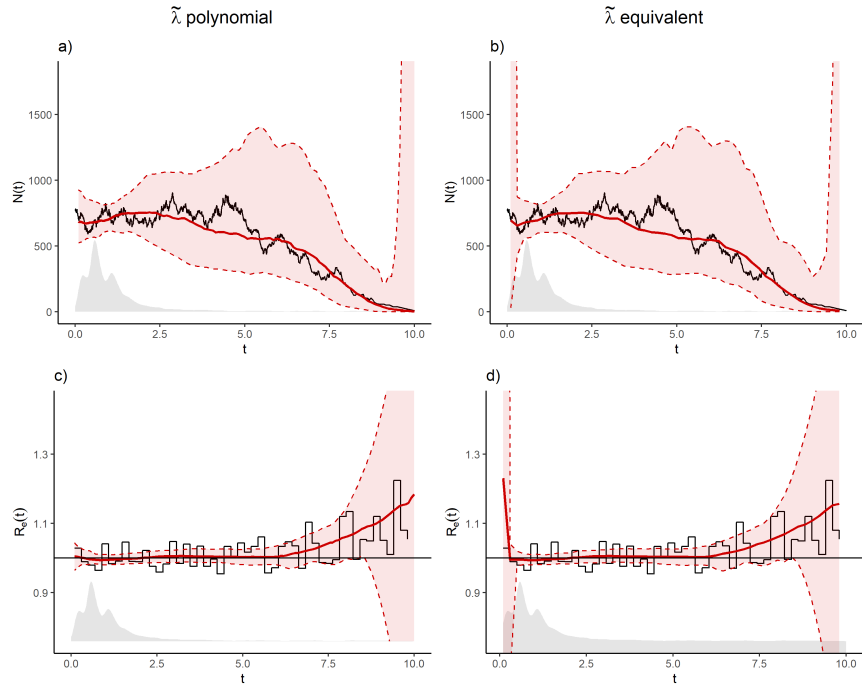 λ̃ polynomial
λ̃ equivalent
a)
b)
N(t)
1500
1000
500
0
0.0 2.5 5.0 7.5 10.0
t
N(t)
1500
1000
500
0
0.0 2.5 5.0 7.5 10.0
t
c)
d)
Re(t)
1.3
1.1
0.9
0.0 2.5 5.0 7.5 10.0
t
Re(t)
1.3
1.1
0.9
0.0 2.5 5.0 7.5 10.0
t